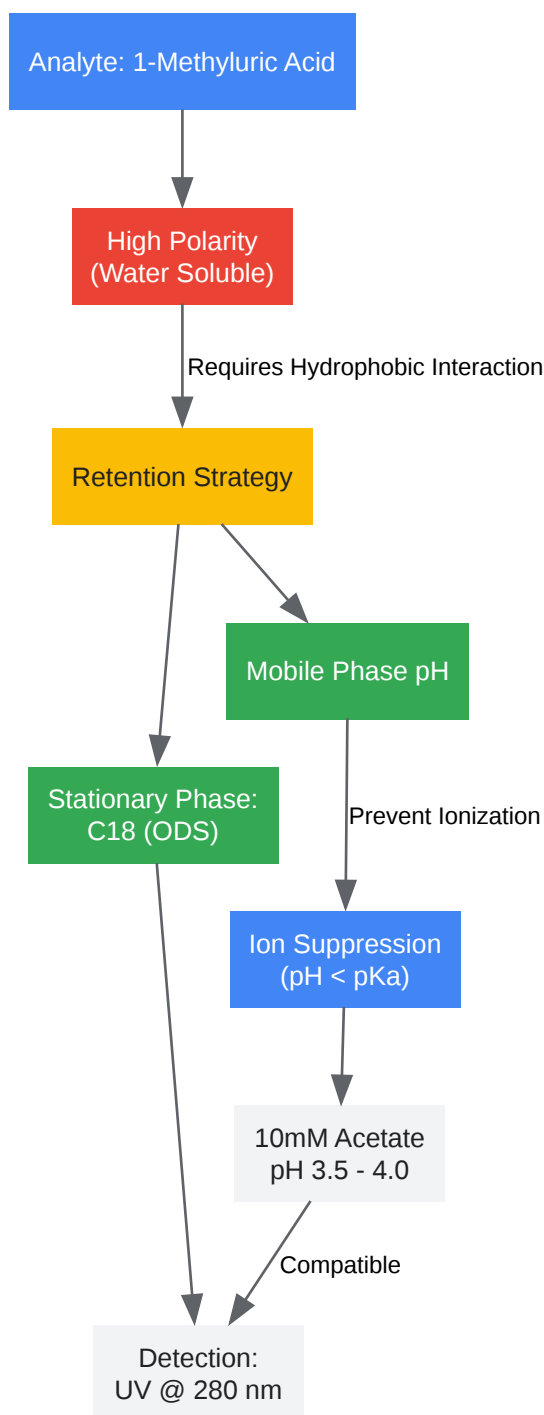 Analyte: 1-Methyluric Acid
High Polarity
(Water Soluble)
Requires Hydrophobic Interaction
Retention Strategy
Mobile Phase pH
Stationary Phase:
C18 (ODS)
Prevent Ionization
Ion Suppression
(pH < pKa)
10mM Acetate
pH 3.5 - 4.0
Compatible
Detection:
UV @ 280 nm